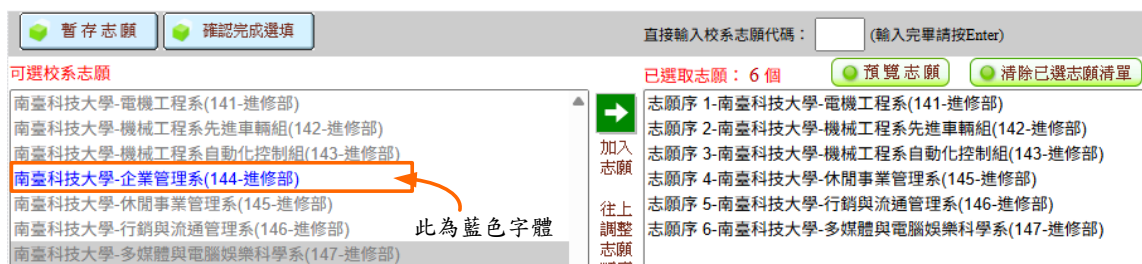 暫存志願
確認完成選填
直接輸入校系志願代碼：
(輸入完畢請按Enter)
可選校系志願
已選取志願： 6 個
預覽志願
清除已選志願清單
南臺科技大學-電機工程系(141-進修部)
南臺科技大學-機械工程系先進車輛組(142-進修部)
南臺科技大學-機械工程系自動化控制組(143-進修部)
南臺科技大學-企業管理系(144-進修部)
南臺科技大學-休閒事業管理系(145-進修部)
南臺科技大學-行銷與流通管理系(146-進修部)
南臺科技大學-多媒體與電腦娛樂科學系(147-進修部)
此為藍色字體
加入
志願
往上
調整
志願
志願序 1-南臺科技大學-電機工程系(141-進修部)
志願序 2-南臺科技大學-機械工程系先進車輛組(142-進修部)
志願序 3-南臺科技大學-機械工程系自動化控制組(143-進修部)
志願序 4-南臺科技大學-休閒事業管理系(145-進修部)
志願序 5-南臺科技大學-行銷與流通管理系(146-進修部)
志願序 6-南臺科技大學-多媒體與電腦娛樂科學系(147-進修部)